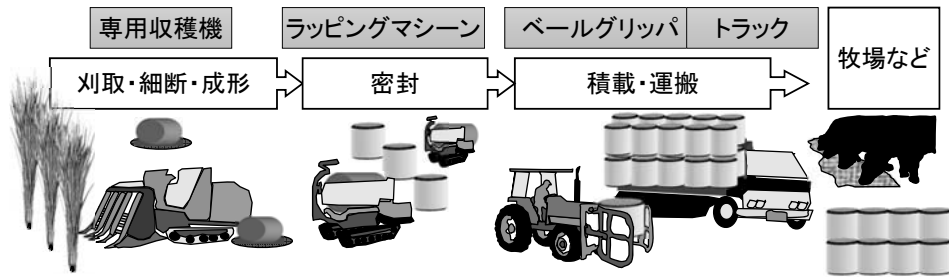 専用収穫機
ラッピングマシーン
ベールグリッパ
トラック
牧場など
刈取・細断・成形
密封
積載・運搬